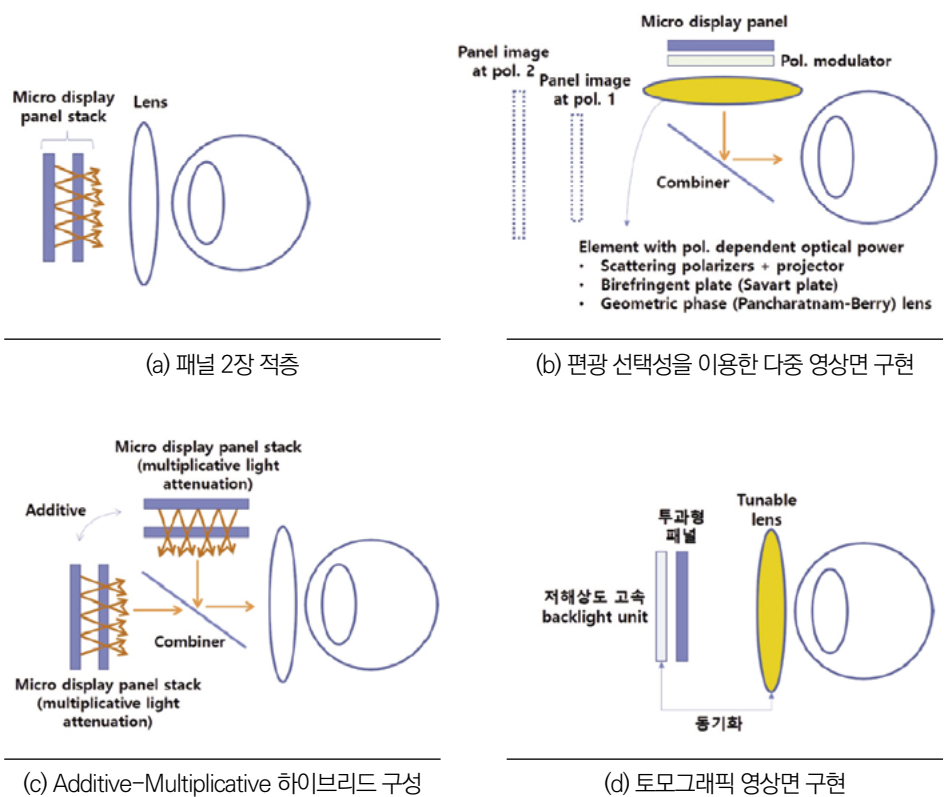 Micro display
panel stack
Lens
(a) 패널 2장 적층
Micro display panel
Pol. modulator
Panel image
at pol. 2
Panel image
at pol. 1
Combiner
Element with pol. dependent optical power
• Scattering polarizers + projector
• Birefringent plate (Savart plate)
• Geometric phase (Pancharatnam-Berry) lens
(b) 편광 선택성을 이용한 다중 영상면 구현
Micro display panel stack
(multiplicative light
attenuation)
Additive
Combiner
Micro display panel stack
(multiplicative light
attenuation)
(c) Additive-Multiplicative 하이브리드 구성
Tunable
lens
투과형
패널
저해상도 고속
backlight unit
동기화
(d) 토모그래픽 영상면 구현